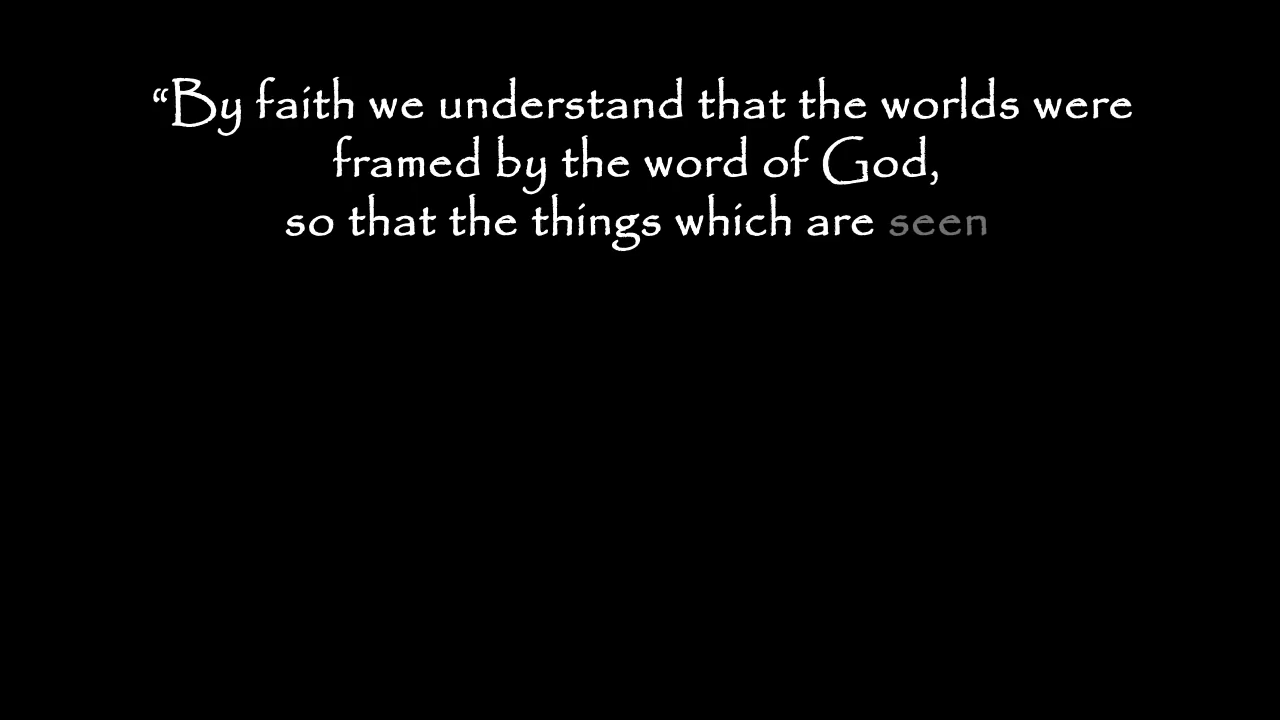 “By faith we understand that the worlds were
framed by the word of God,
so that the things which are seen